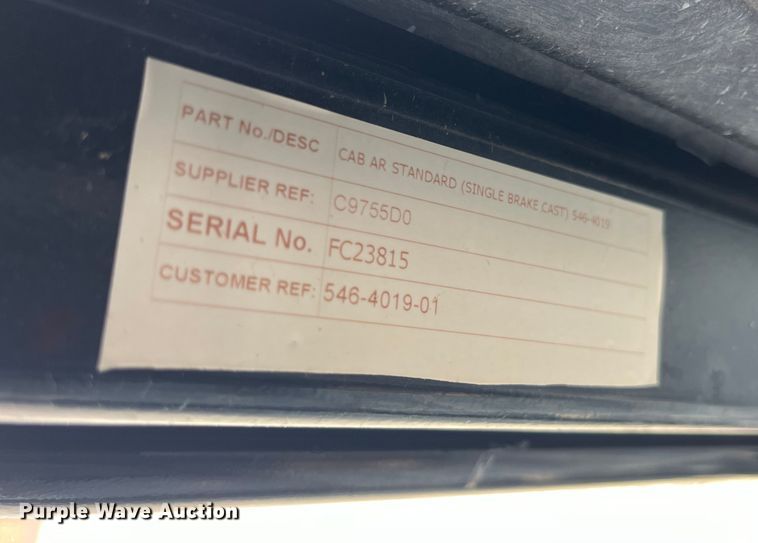 PART No./DESC CAB AR STANDARD (SINGLE BRAKE CAST) 546-4019
SUPPLIER REF: C9755D0
SERIAL No. FC23815
CUSTOMER REF: 546-4019-01
Purple Wave Auction